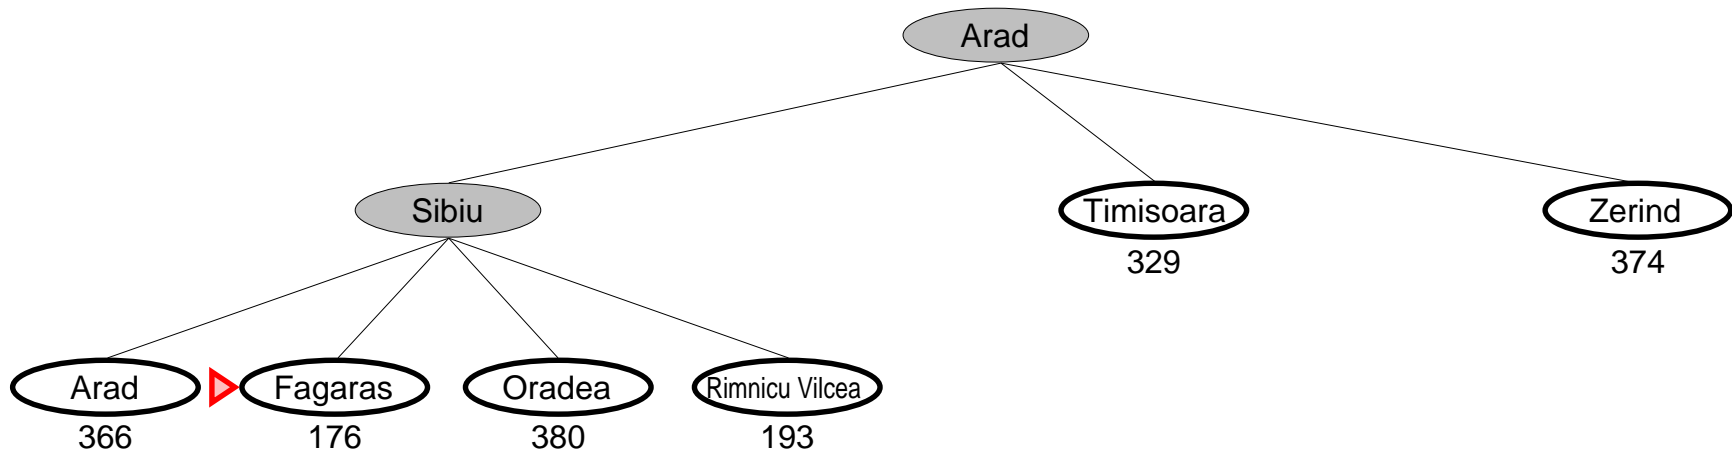 Arad
Sibiu
Timisoara
Zerind
329
374
Arad
Fagaras
Oradea
Rimnicu Vilcea
366
176
380
193